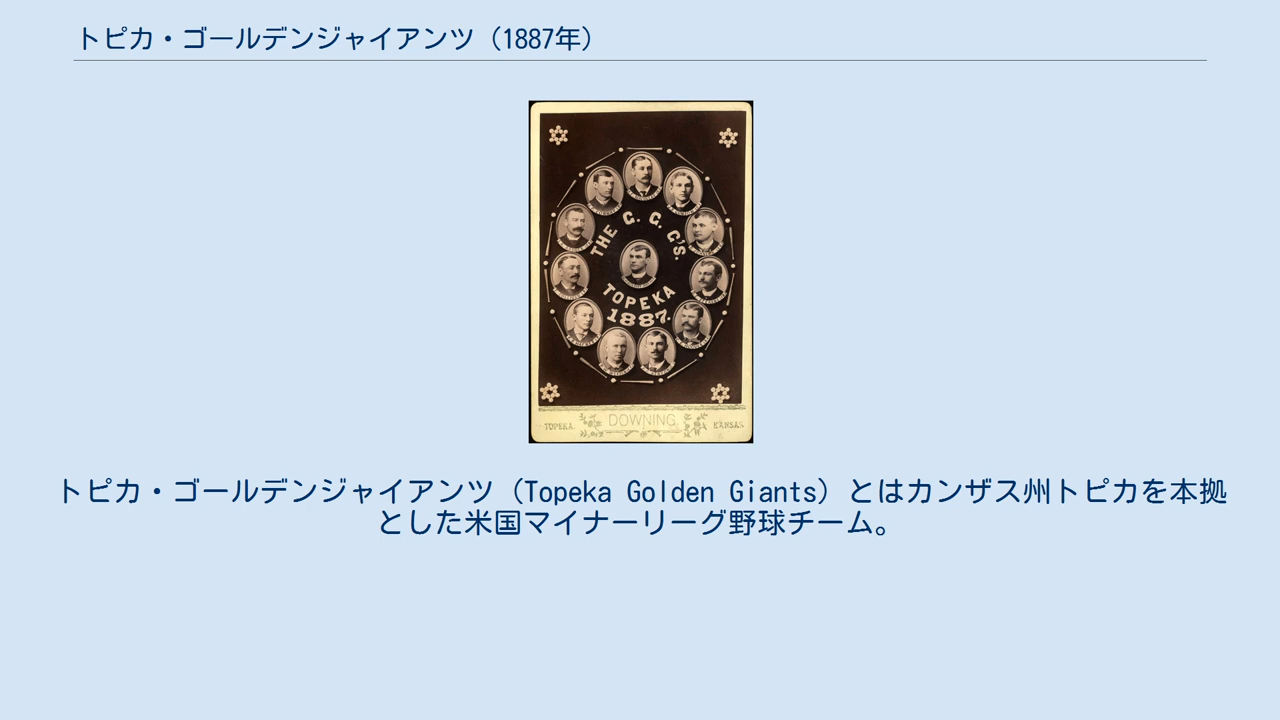 トピカ・ゴールデンジャイアンツ（1887年）
THE G. G. G'S.
TOPEKA
1887.
TOPEKA. DOWNING, KANSAS
トピカ・ゴールデンジャイアンツ（Topeka Golden Giants）とはカンザス州トピカを本拠
とした米国マイナーリーグ野球チーム。